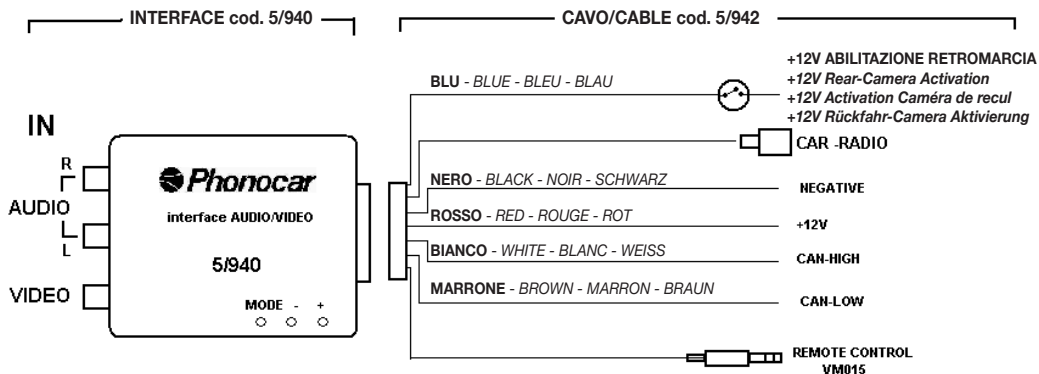 INTERFACE cod. 5/940
CAVO/CABLE cod. 5/942
+12V ABILITAZIONE RETROMARCIA
+12V Rear-Camera Activation
+12V Activation Caméra de recul
+12V Rückfahr-Camera Aktivierung
BLU - BLUE - BLEU - BLAU
IN
CAR -RADIO
R
AUDIO
L
VIDEO
Phonocar
interface AUDIO/VIDEO
5/940
MODE - +
NERO - BLACK - NOIR - SCHWARZ
NEGATIVE
ROSSO - RED - ROUGE - ROT
+12V
BIANCO - WHITE - BLANC - WEISS
CAN-HIGH
MARRONE - BROWN - MARRON - BRAUN
CAN-LOW
REMOTE CONTROL
VM015